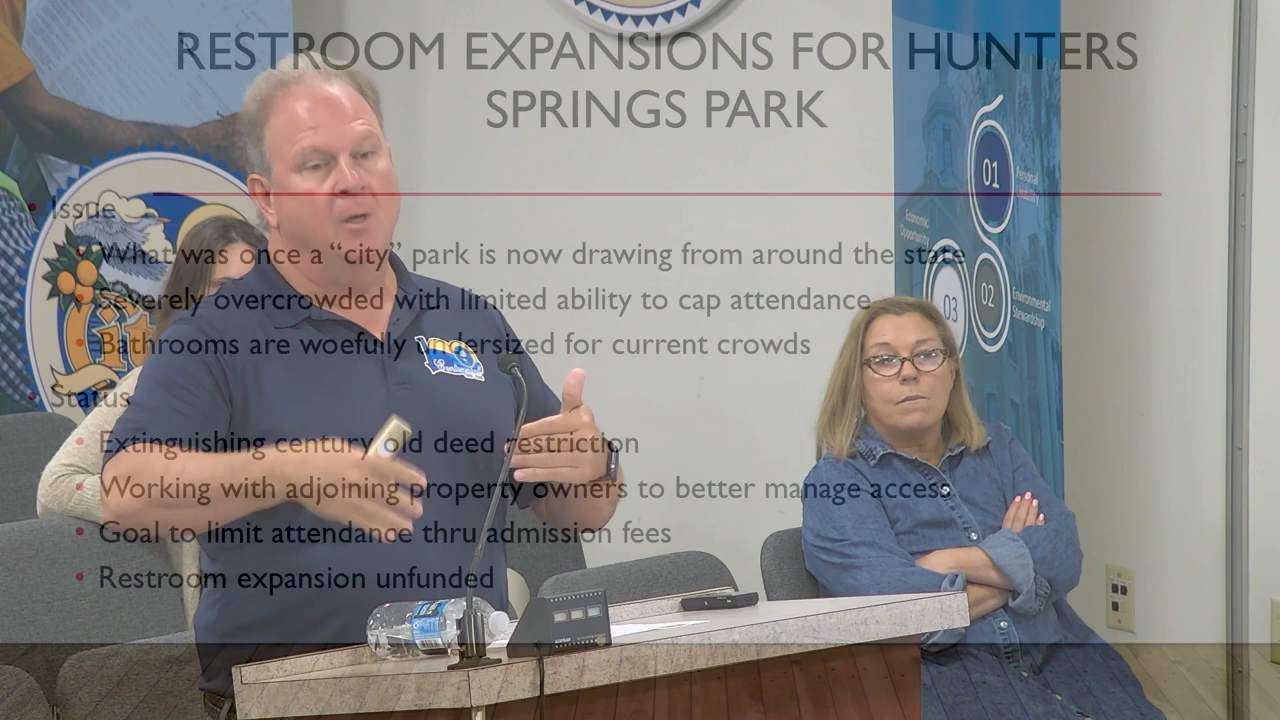 RESTROOM EXPANSIONS FOR HUNTERS
SPRINGS PARK
• Issue
• What was once a “city” park is now drawing from around the state
• Severely overcrowded with limited ability to cap attendance
• Bathrooms are woefully undersized for current crowds
• Status
• Extinguishing century old deed restriction
• Working with adjoining property owners to better manage access
• Goal to limit attendance thru admission fees
• Restroom expansion unfunded
01
Personal
Economic
Opportunity
02
03
Environmental
Stewardship